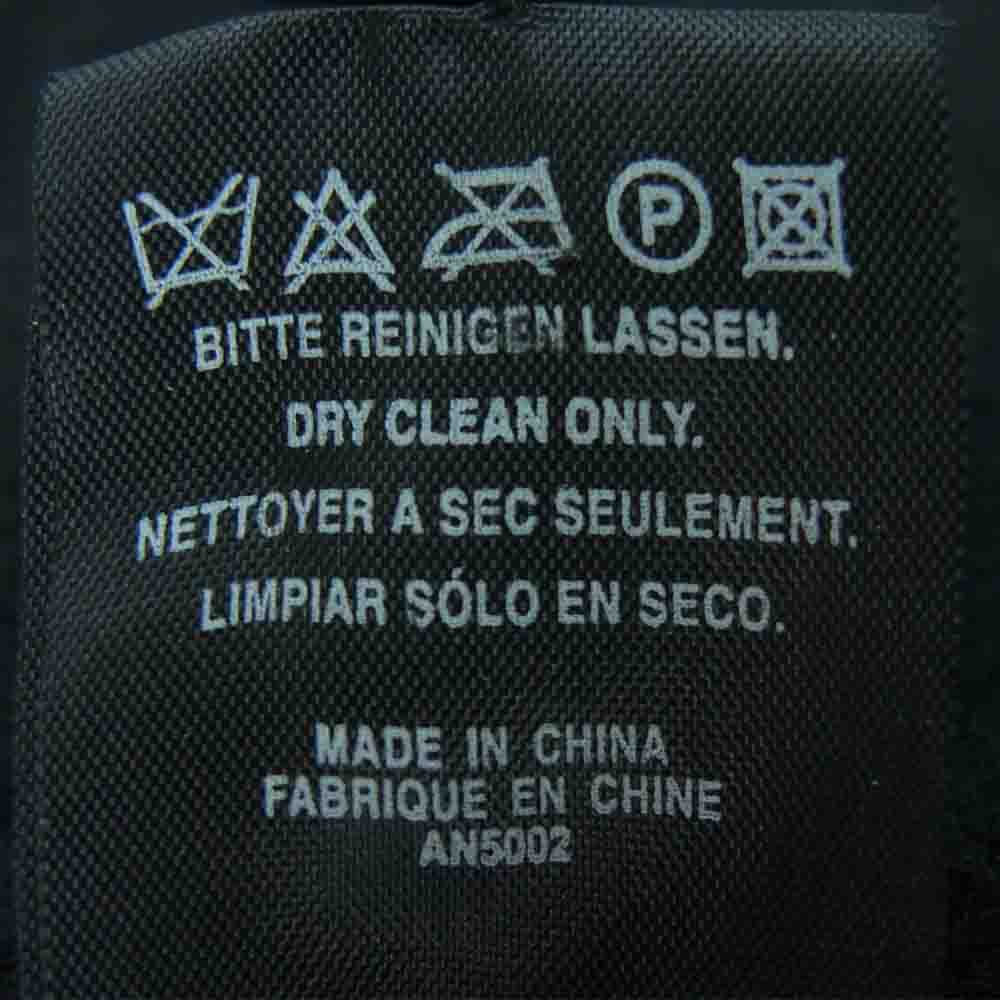 P
BITTE REINIGEN LASSEN.
DRY CLEAN ONLY.
NETTOYER A SEC SEULEMENT.
LIMPIAR SÓLO EN SECO.
MADE IN CHINA
FABRIQUE EN CHINE
AN5002